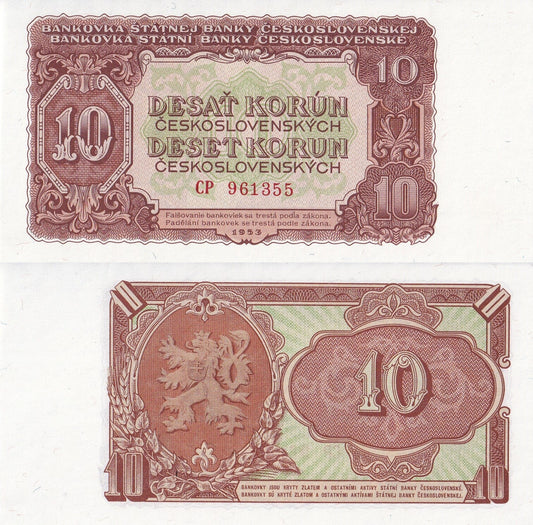 BANKOVKA STÁTNEJ BANKY ČESKOSLOVENSKEJ
BANKOVKA STÁTNÍ BANKY ČESKOSLOVENSKÉ
10
10
DESAŤ KORÚN
ČESKOSLOVENSKÝCH
DESET KORUN
ČESKOSLOVENSKÝCH
CP 961355
10
Falšovanie bankoviek sa trestá podľa zákona.
Padělání bankovek se trestá podle zákona.
1953
10
10
10
10
10
BANKOVKY JSOU KRYTY ZLATEM A OSTATNÍMI AKTIVY STÁTNÍ BANKY ČESKOSLOVENSKÉ.
BANKOVKY SÚ KRYTÉ ZLATOM A OSTATNÝMI AKTÍVAMI ŠTÁTNEJ BANKY ČESKOSLOVENSKEJ.